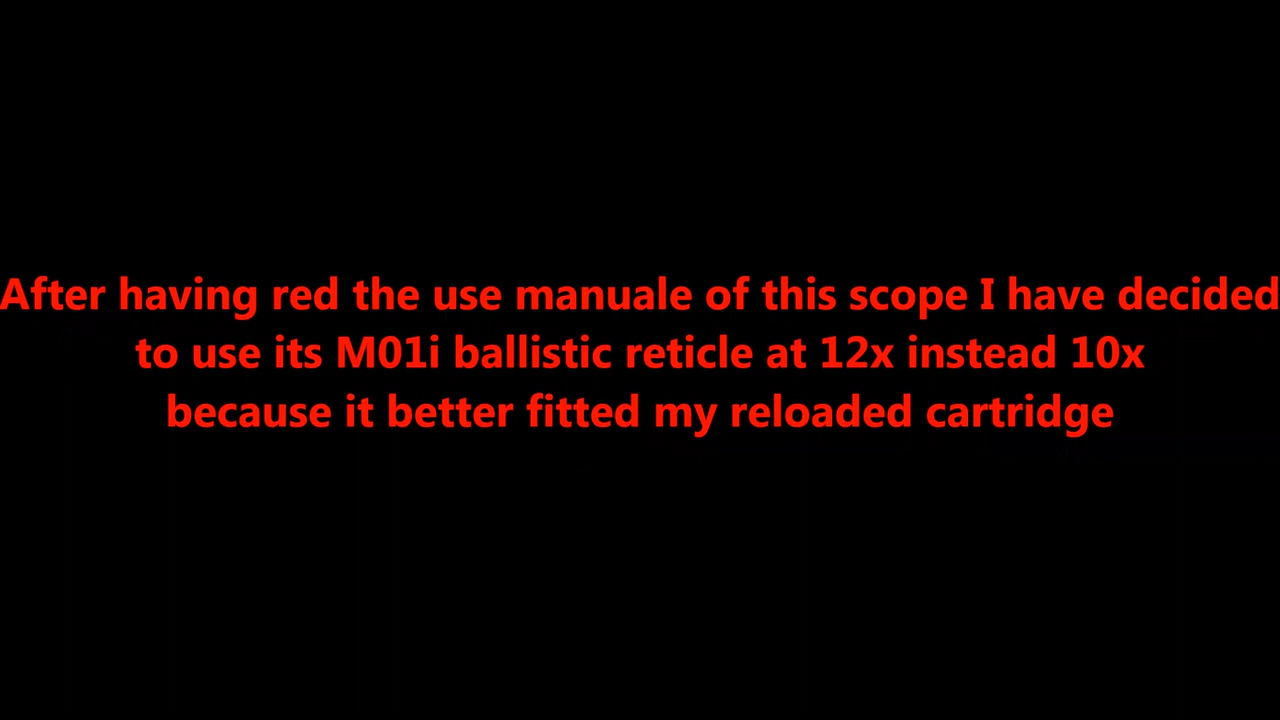 After having red the use manuale of this scope I have decided
to use its M01i ballistic reticle at 12x instead 10x
because it better fitted my reloaded cartridge